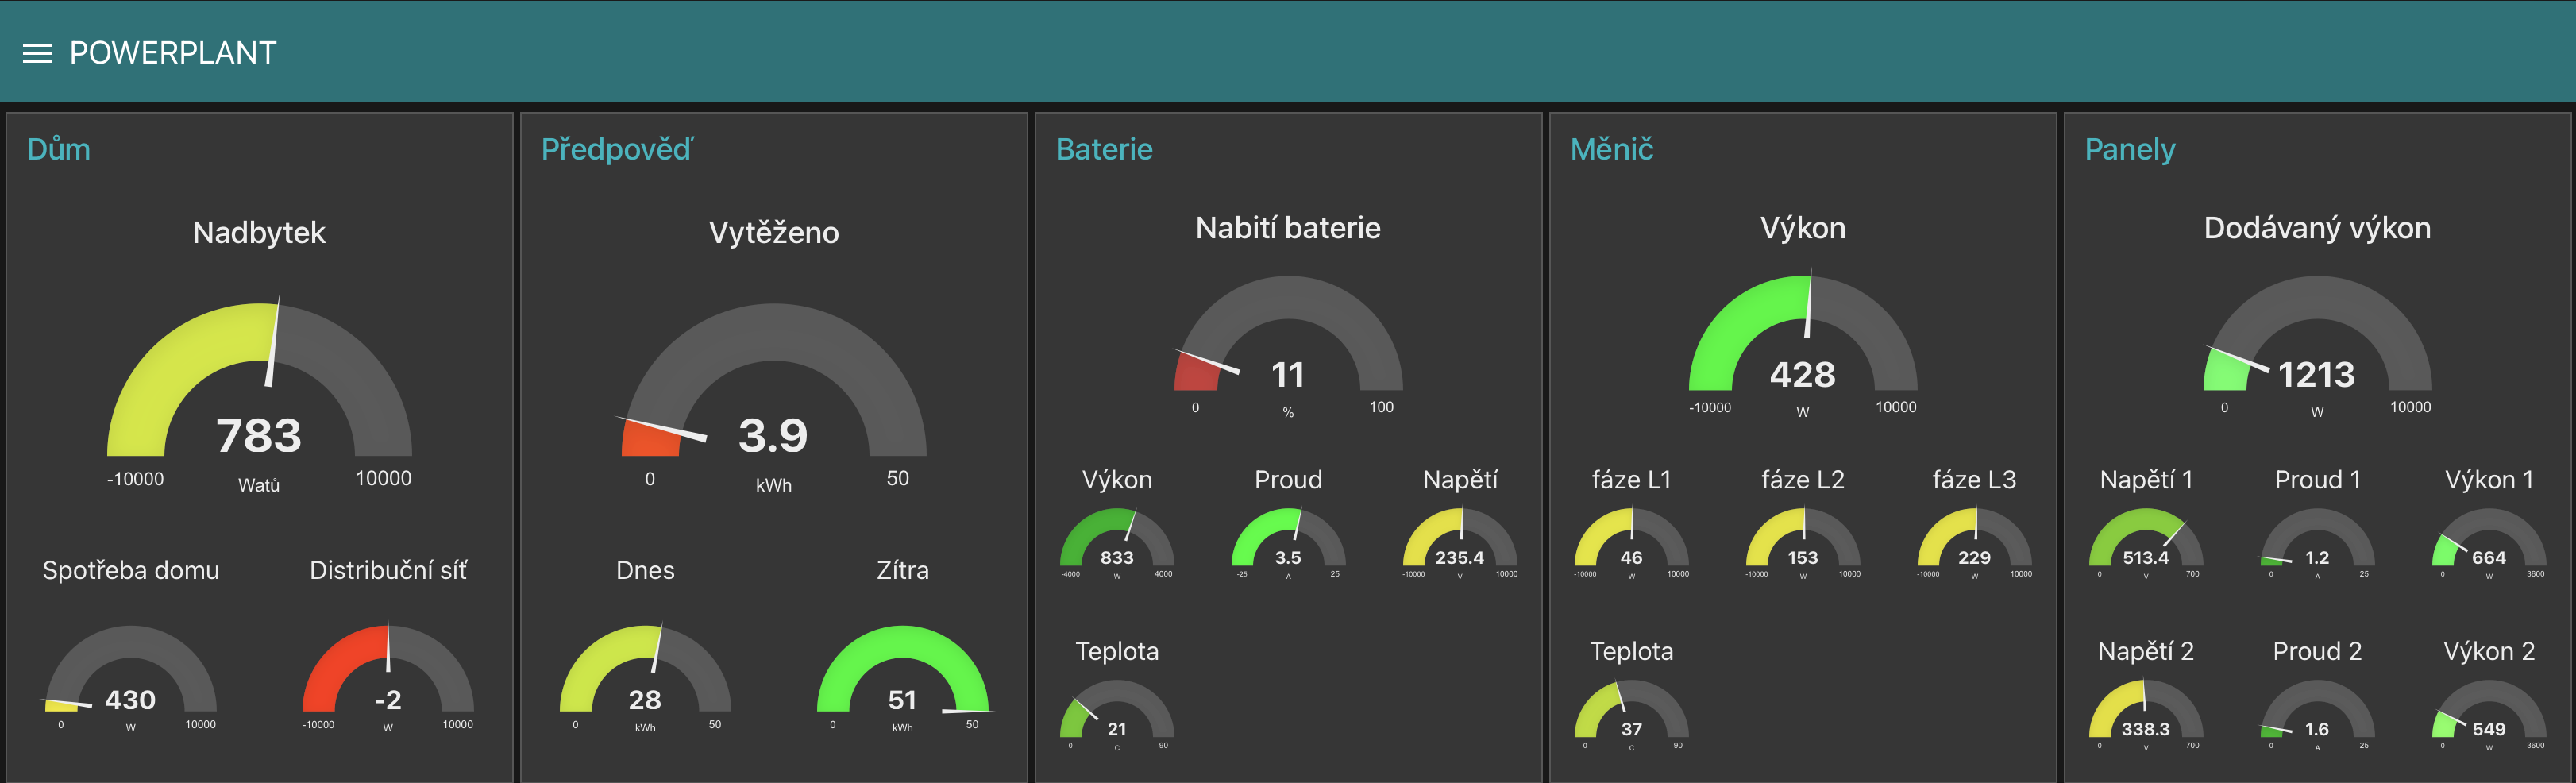 POWERPLANT
Dům
Nadbytek
783
-10000 Watů 10000
Spotřeba domu
430
0 W 10000
Distribuční síť
-2
-10000 W 10000
Předpověď
Vytěženo
3.9
0 kWh 50
Dnes
28
0 kWh 50
Zítra
51
0 kWh 50
Baterie
Nabití baterie
11
0 % 100
Výkon
833
-4000 W 4000
Proud
3.5
-25 A 25
Napětí
235.4
-10000 V 10000
Teplota
21
0 C 90
Měnič
Výkon
428
-10000 W 10000
fáze L1
46
-10000 W 10000
fáze L2
153
-10000 W 10000
fáze L3
229
-10000 W 10000
Teplota
37
0 C 90
Panely
Dodávaný výkon
1213
0 W 10000
Napětí 1
513.4
0 V 700
Proud 1
1.2
0 A 25
Výkon 1
664
0 W 3600
Napětí 2
338.3
0 V 700
Proud 2
1.6
0 A 25
Výkon 2
549
0 W 3600